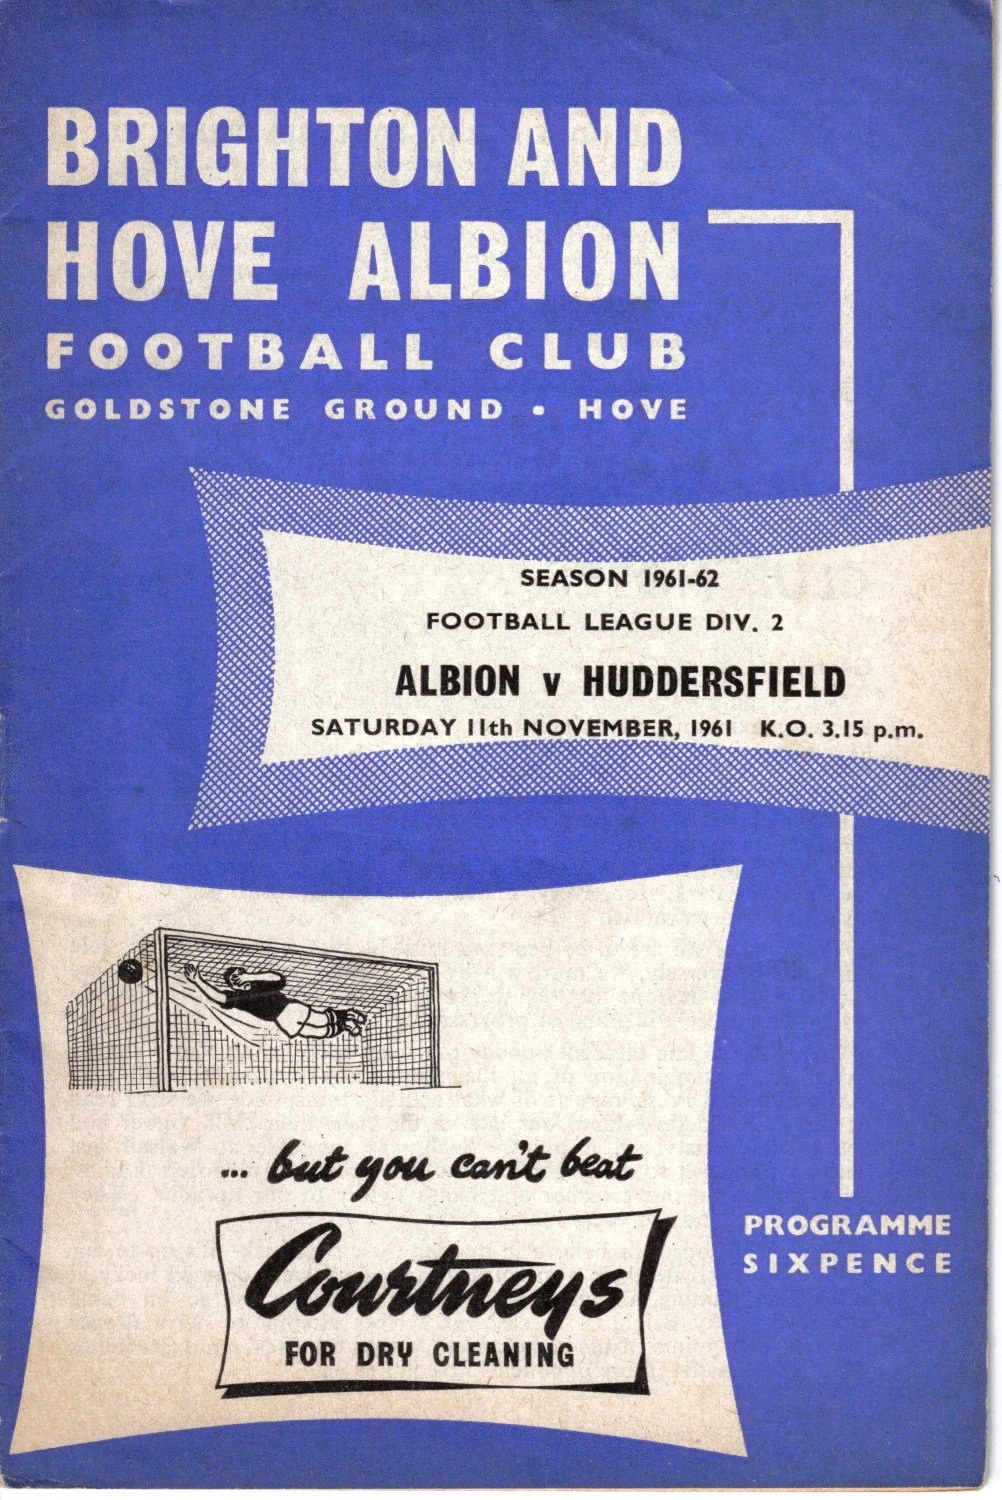 BRIGHTON AND
HOVE ALBION
FOOTBALL CLUB
GOLDSTONE GROUND • HOVE
SEASON 1961-62
FOOTBALL LEAGUE DIV. 2
ALBION v HUDDERSFIELD
SATURDAY 11th NOVEMBER, 1961 K.O. 3.15 p.m.
... but you can't beat
Courtneys
FOR DRY CLEANING
PROGRAMME
SIXPENCE